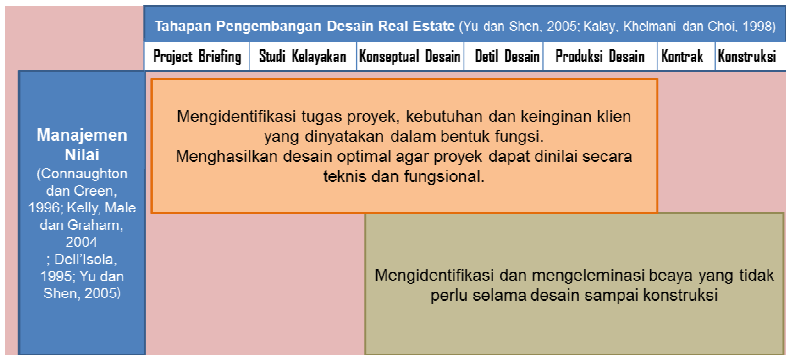 Tahapan Pengembangan Desain Real Estate (Yu dan Shen, 2005; Kalay, Khelmani dan Choi, 1998)
Project Briefing Studi Kelayakan Konseptual Desain Detil Desain Produksi Desain Kontrak Konstruksi
Manajemen
Nilai
(Connaughton
dan Green,
1996; Kelly, Male
dan Graham,
2004
; Dell'Isola,
1995; Yu dan
Shen, 2005)
Mengidentifikasi tugas proyek, kebutuhan dan keinginan klien
yang dinyatakan dalam bentuk fungsi.
Menghasilkan desain optimal agar proyek dapat dinilai secara
teknis dan fungsional.
Mengidentifikasi dan mengeleminasi beaya yang tidak
perlu selama desain sampai konstruksi